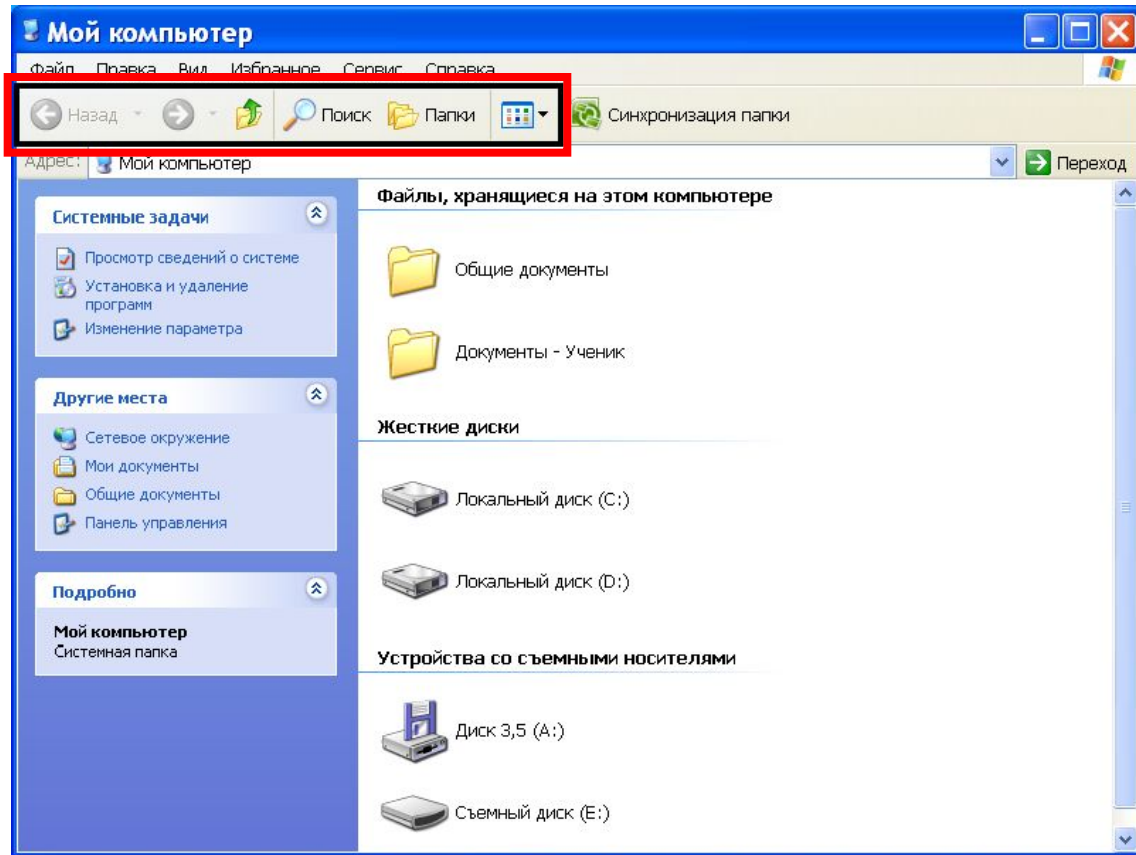 Мой компьютер
Файл Правка Вид Избранное Сервис Справка
Назад Поиск Папки Синхронизация папки
Адрес: Мой компьютер Переход
Системные задачи
Просмотр сведений о системе
Установка и удаление
программ
Изменение параметра
Другие места
Сетевое окружение
Мои документы
Общие документы
Панель управления
Подробно
Мой компьютер
Системная папка
Файлы, хранящиеся на этом компьютере
Общие документы
Документы - Ученик
Жесткие диски
Локальный диск (C:)
Локальный диск (D:)
Устройства со съемными носителями
Диск 3,5 (A:)
Съемный диск (E:)